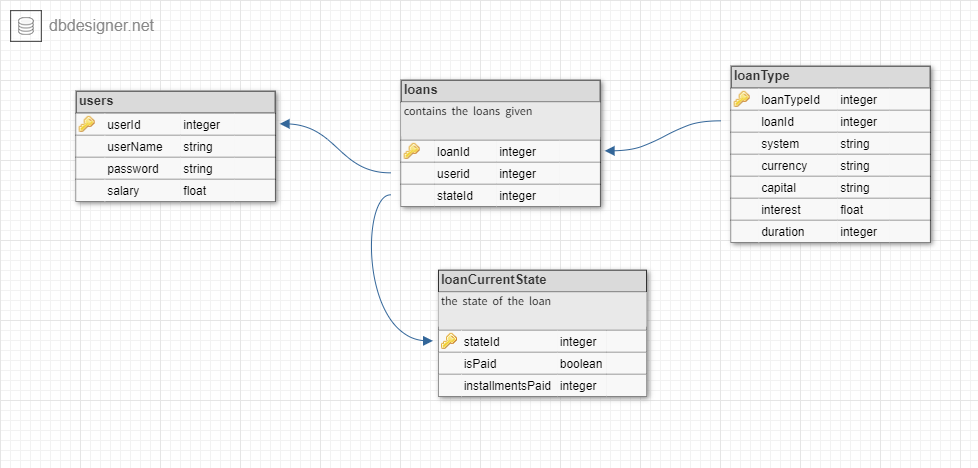 dbdesigner.net
users
userId integer
userName string
password string
salary float
loans
contains the loans given
loanId integer
userid integer
stateId integer
loanType
loanTypeId integer
loanId integer
system string
currency string
capital string
interest float
duration integer
loanCurrentState
the state of the loan
stateId integer
isPaid boolean
installmentsPaid integer